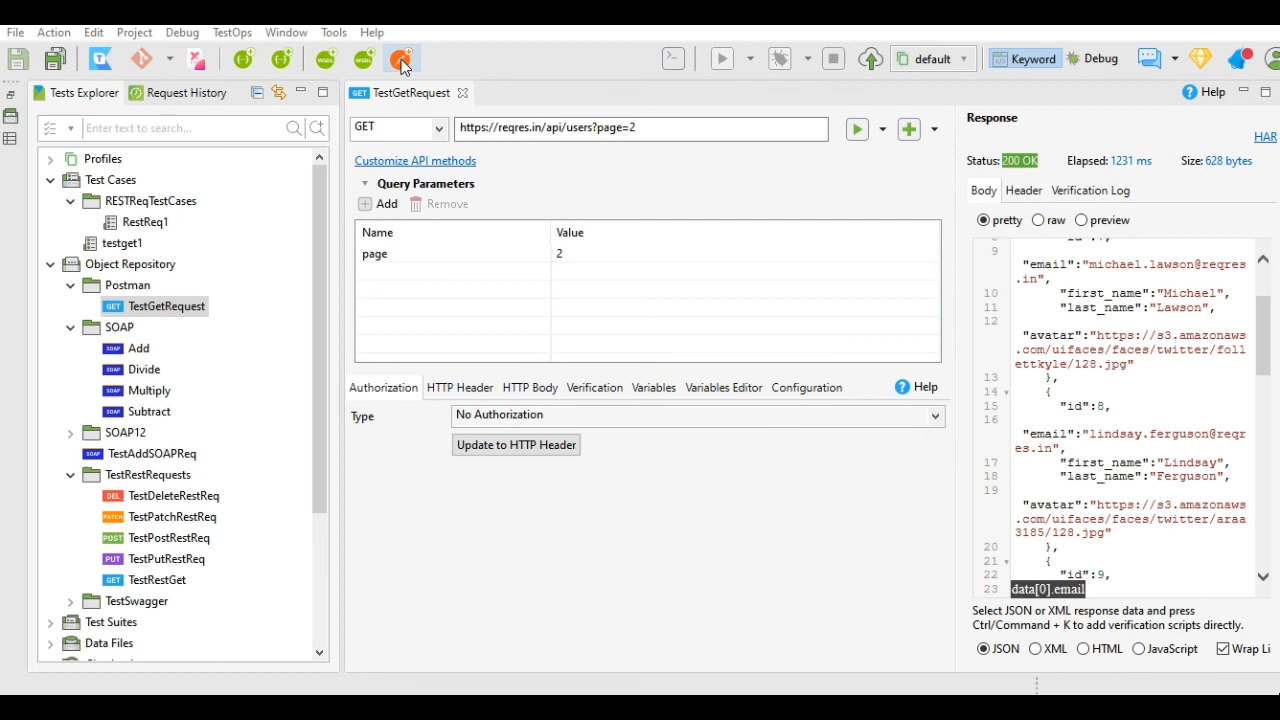 File Action Edit Project Debug TestOps Window Tools Help
default Keyword Debug
Tests Explorer Request History
Enter text to search...
Profiles
Test Cases
RESTReqTestCases
RestReq1
testget1
Object Repository
Postman
GET TestGetRequest
SOAP
SOAP Add
SOAP Divide
SOAP Multiply
SOAP Subtract
SOAP12
SOAP TestAddSOAPReq
TestRestRequests
DEL TestDeleteRestReq
PATCH TestPatchRestReq
POST TestPostRestReq
PUT TestPutRestReq
GET TestRestGet
TestSwagger
Test Suites
Data Files
GET TestGetRequest
Help
GET https://reqres.in/api/users?page=2
Customize API methods
Query Parameters
Add Remove
Name Value
page 2
Authorization HTTP Header HTTP Body Verification Variables Variables Editor Configuration Help
Type No Authorization
Update to HTTP Header
Response
HAR
Status: 200 OK Elapsed: 1231 ms Size: 628 bytes
Body Header Verification Log
pretty raw preview
9
"email":"michael.lawson@reqres
.in",
10 "first_name":"Michael",
11 "last_name":"Lawson",
12
"avatar":"https://s3.amazonaws
.com/uifaces/faces/twitter/foll
ettkyle/128.jpg"
13 },
14 {
15 "id":8,
16
"email":"lindsay.ferguson@reqr
es.in",
17 "first_name":"Lindsay",
18 "last_name":"Ferguson",
19
"avatar":"https://s3.amazonaws
.com/uifaces/faces/twitter/araa
3185/128.jpg"
20 },
21 {
22 "id":9,
23 data[0].email
Select JSON or XML response data and press
Ctrl/Command + K to add verification scripts directly.
JSON XML HTML JavaScript Wrap Li